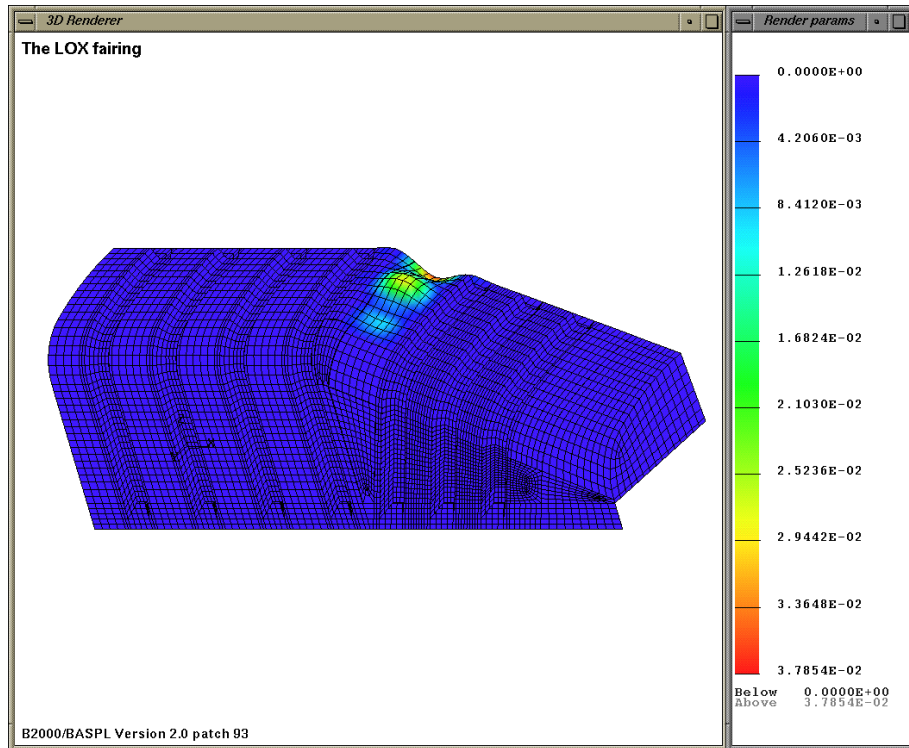 3D Renderer
The LOX fairing
B2000/BASPL Version 2.0 patch 93
Render params
0.0000E+00
4.2060E-03
8.4120E-03
1.2618E-02
1.6824E-02
2.1030E-02
2.5236E-02
2.9442E-02
3.3648E-02
3.7854E-02
Below 0.0000E+00
Above 3.7854E-02